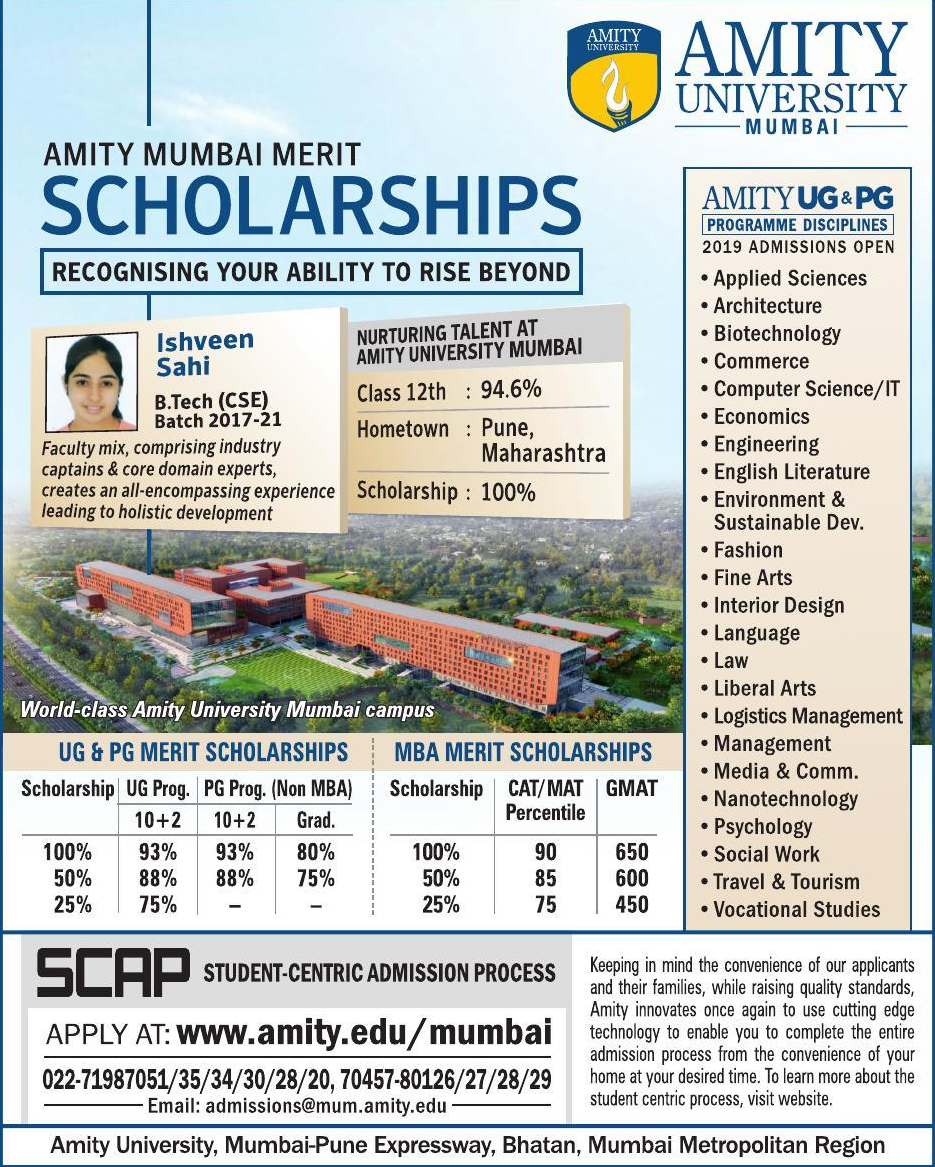 AMITY
UNIVERSITY
AMITY
UNIVERSITY
MUMBAI
AMITY MUMBAI MERIT
SCHOLARSHIPS
RECOGNISING YOUR ABILITY TO RISE BEYOND
Ishveen
Sahi
B.Tech (CSE)
Batch 2017-21
Faculty mix, comprising industry
captains & core domain experts,
creates an all-encompassing experience
leading to holistic development
NURTURING TALENT AT
AMITY UNIVERSITY MUMBAI
Class 12th : 94.6%
Hometown : Pune,
Maharashtra
Scholarship : 100%
World-class Amity University Mumbai campus
UG & PG MERIT SCHOLARSHIPS
Scholarship UG Prog. PG Prog. (Non MBA)
10+2 10+2 Grad.
100% 93% 93% 80%
50% 88% 88% 75%
25% 75% – –
MBA MERIT SCHOLARSHIPS
Scholarship CAT/MAT GMAT
Percentile
100% 90 650
50% 85 600
25% 75 450
AMITY UG & PG
PROGRAMME DISCIPLINES
2019 ADMISSIONS OPEN
• Applied Sciences
• Architecture
• Biotechnology
• Commerce
• Computer Science/IT
• Economics
• Engineering
• English Literature
• Environment &
Sustainable Dev.
• Fashion
• Fine Arts
• Interior Design
• Language
• Law
• Liberal Arts
• Logistics Management
• Management
• Media & Comm.
• Nanotechnology
• Psychology
• Social Work
• Travel & Tourism
• Vocational Studies
SCAP STUDENT-CENTRIC ADMISSION PROCESS
APPLY AT: www.amity.edu/mumbai
022-71987051/35/34/30/28/20, 70457-80126/27/28/29
Email: admissions@mum.amity.edu
Keeping in mind the convenience of our applicants
and their families, while raising quality standards,
Amity innovates once again to use cutting edge
technology to enable you to complete the entire
admission process from the convenience of your
home at your desired time. To learn more about the
student centric process, visit website.
Amity University, Mumbai-Pune Expressway, Bhatan, Mumbai Metropolitan Region